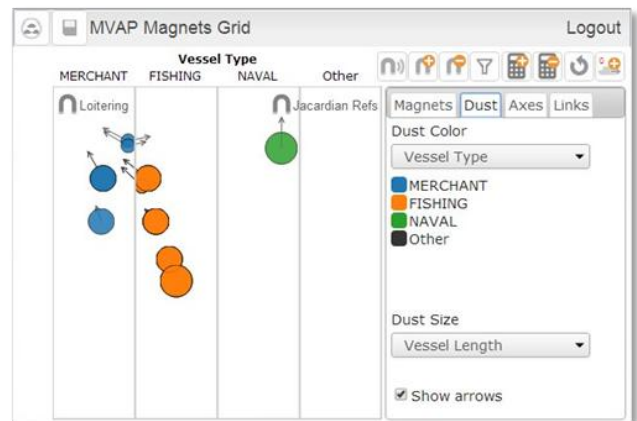 MVAP Magnets Grid
Logout
Vessel Type
MERCHANT FISHING NAVAL Other
Loitering
Jacardian Refs
Magnets Dust Axes Links
Dust Color
Vessel Type
MERCHANT
FISHING
NAVAL
Other
Dust Size
Vessel Length
Show arrows